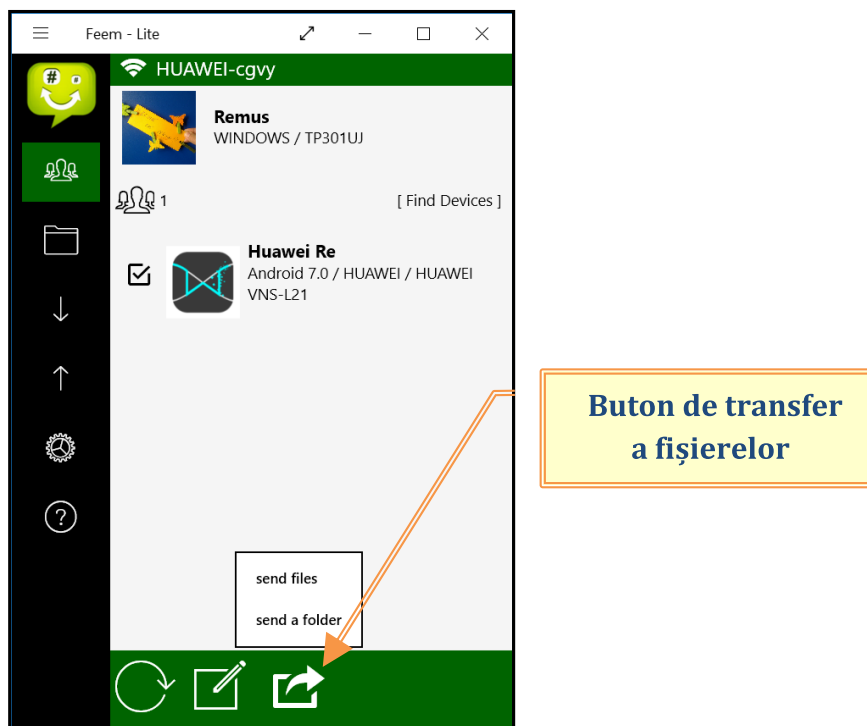 Feem - Lite
HUAWEI-cgvy
#
Remus
WINDOWS / TP301UJ
1
[ Find Devices ]
Huawei Re
Android 7.0 / HUAWEI / HUAWEI
VNS-L21
Buton de transfer
a fișierelor
send files
send a folder
?